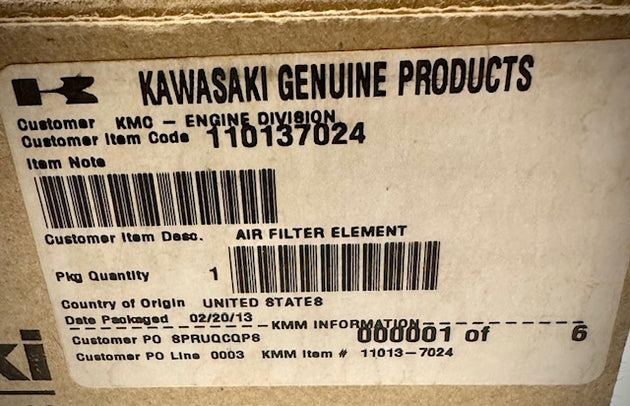 KAWASAKI GENUINE PRODUCTS
Customer KMC - ENGINE DIVISION
Customer Item Code 110137024
Item Note
Customer Item Desc. AIR FILTER ELEMENT
Pkg Quantity 1
Country of Origin UNITED STATES
Date Packaged 02/20/13
KMM INFORMATION
000001 of 6
Customer PO SPRUQCQPS
Customer PO Line 0003 KMM Item # 11013-7024
ki